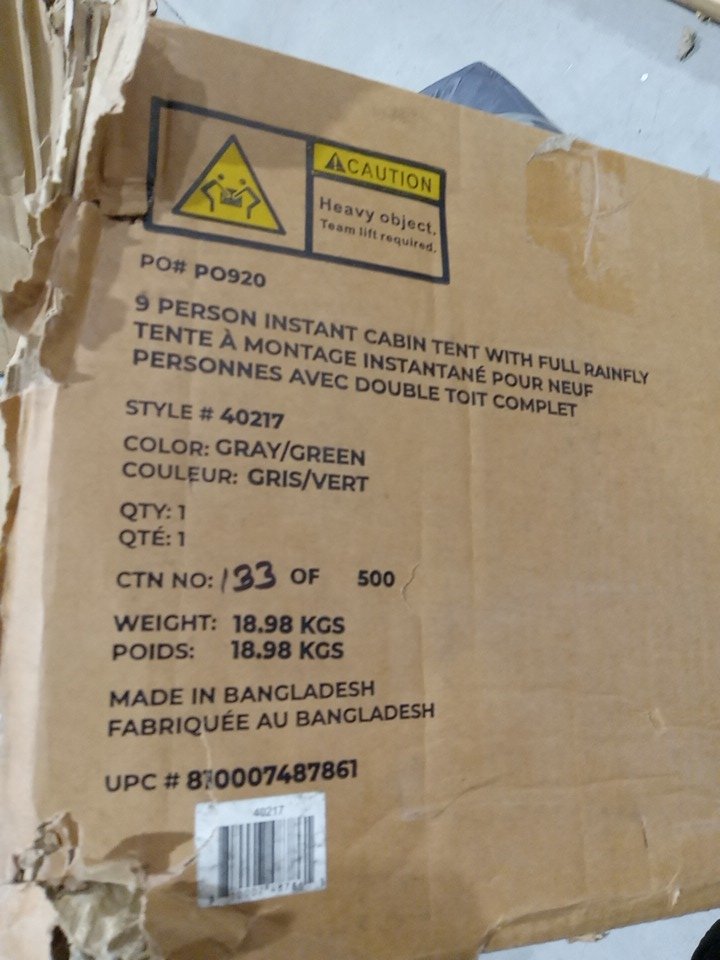 CAUTION
Heavy object.
Team lift required.
PO# PO920
9 PERSON INSTANT CABIN TENT WITH FULL RAINFLY
TENTE À MONTAGE INSTANTANÉ POUR NEUF
PERSONNES AVEC DOUBLE TOIT COMPLET
STYLE # 40217
COLOR: GRAY/GREEN
COULEUR: GRIS/VERT
QTY: 1
QTÉ: 1
CTN NO: 133 OF 500
WEIGHT: 18.98 KGS
POIDS: 18.98 KGS
MADE IN BANGLADESH
FABRIQUÉE AU BANGLADESH
UPC # 810007487861
40217